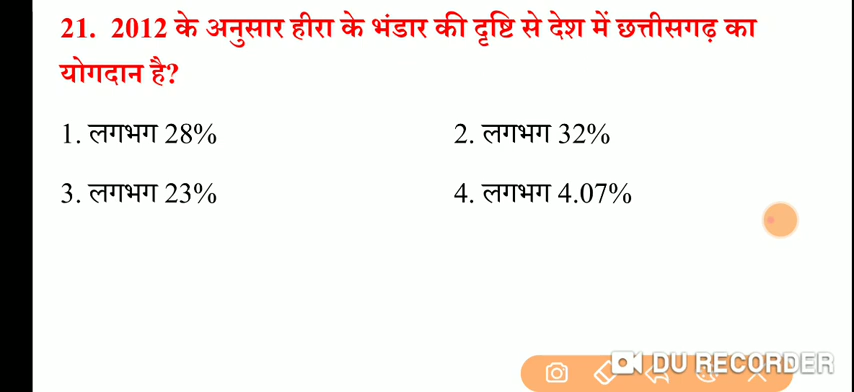 21. 2012 के अनुसार हीरा के भंडार की दृष्टि से देश में छत्तीसगढ़ का
योगदान है?
1. लगभग 28% 2. लगभग 32%
3. लगभग 23% 4. लगभग 4.07%
DU RECORDER